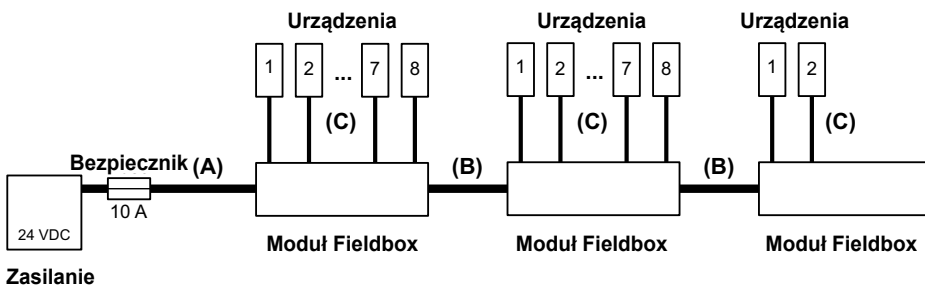 Urządzenia Urządzenia Urządzenia
1 2 ... 7 8 1 2 ... 7 8 1 2
(C) (C) (C)
Bezpiecznik (A) (B) (B)
10 A
24 VDC
Moduł Fieldbox Moduł Fieldbox Moduł Fieldbox
Zasilanie